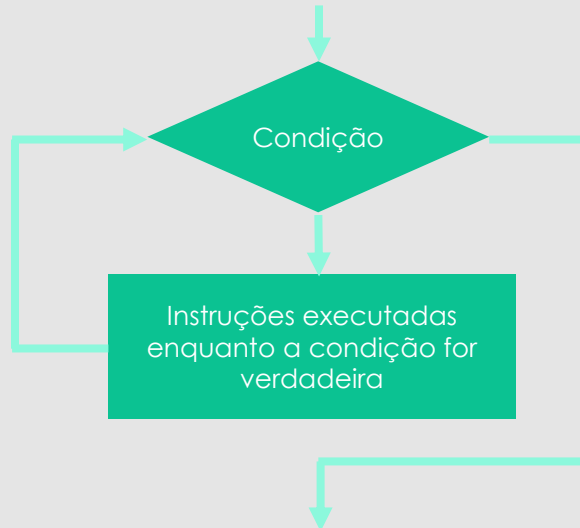 Condição
Instruções executadas
enquanto a condição for
verdadeira